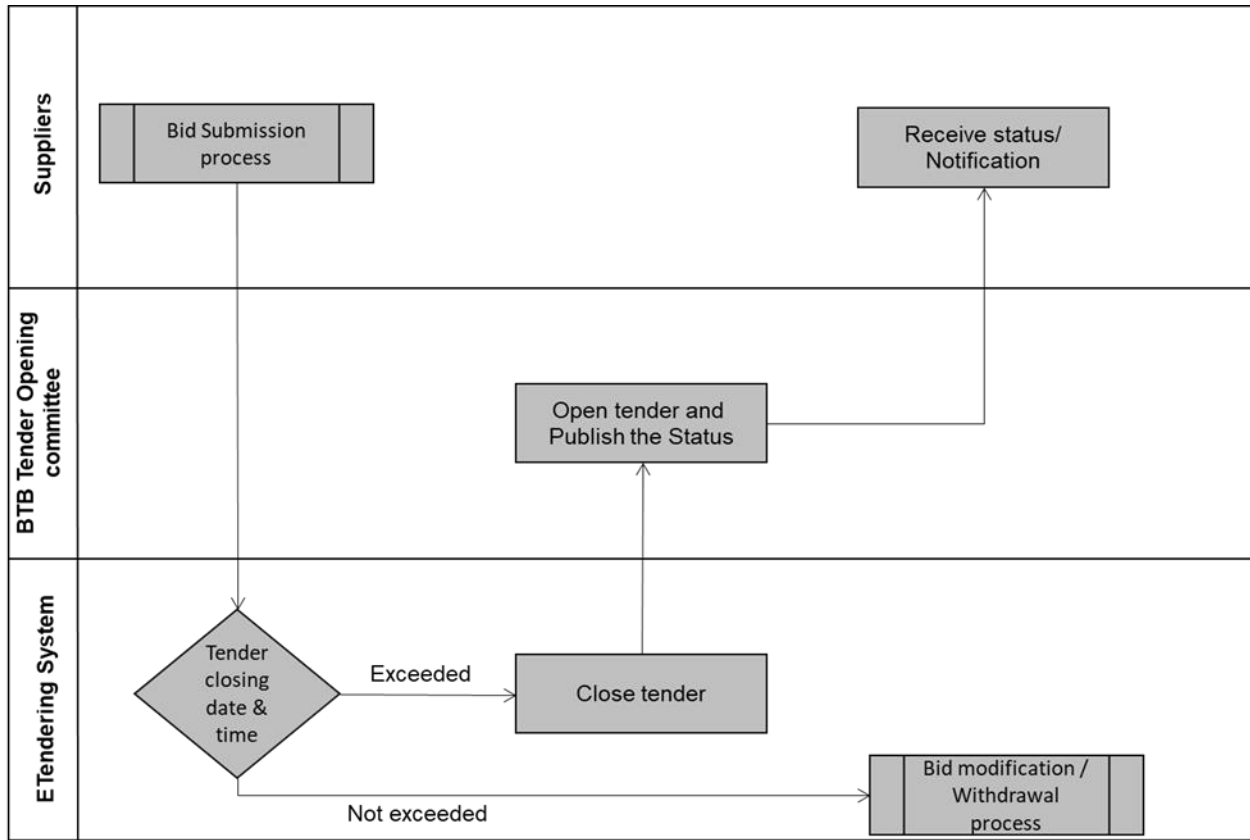 Suppliers
Bid Submission
process
Receive status/
Notification
BTB Tender Opening
committee
Open tender and
Publish the Status
ETendering System
Tender
closing
date &
time
Exceeded
Close tender
Not exceeded
Bid modification /
Withdrawal
process